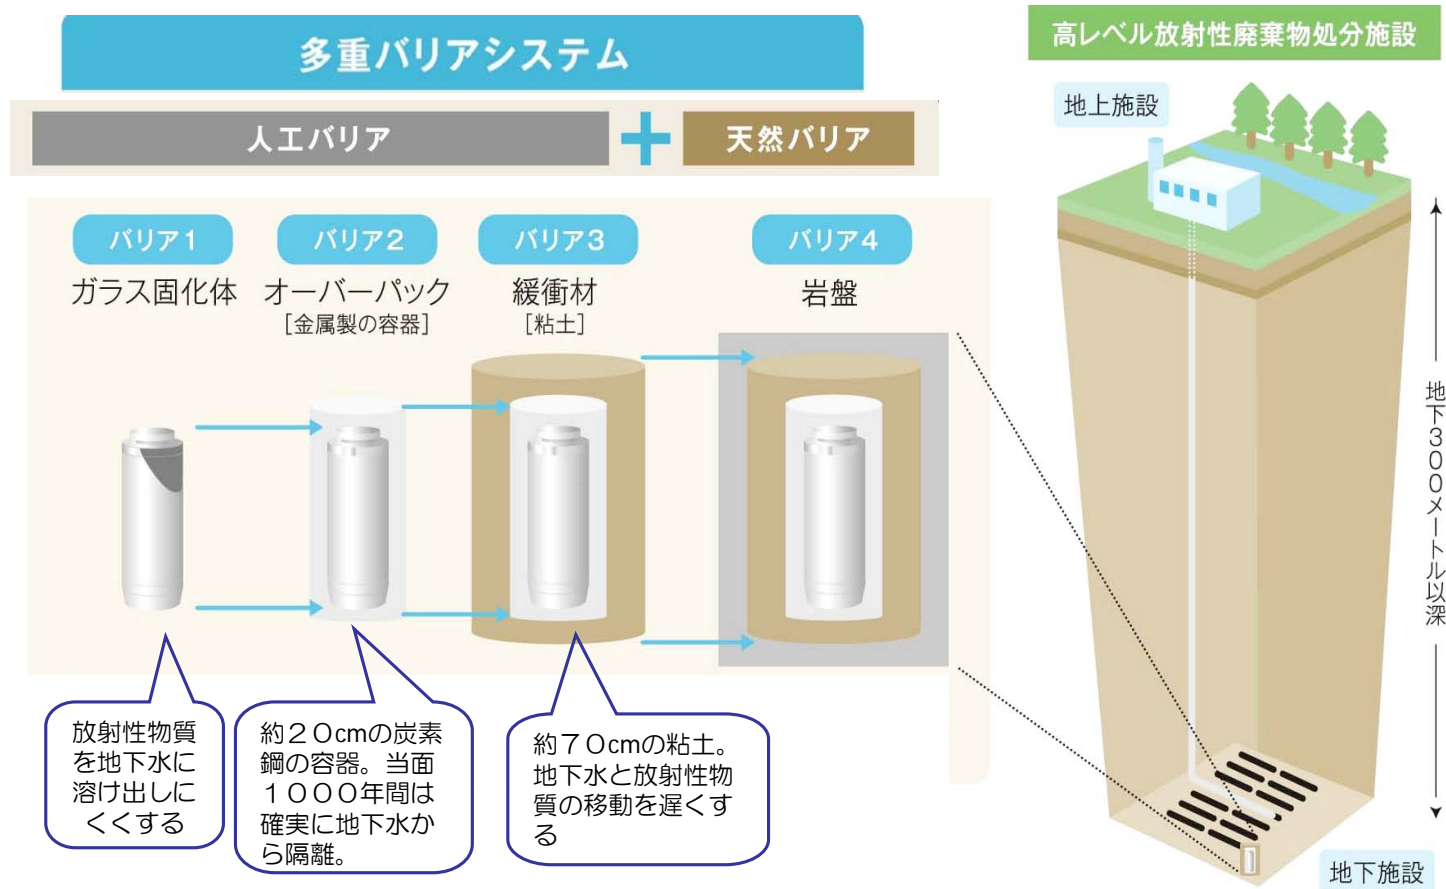 多重バリアシステム
人工バリア
+
天然バリア
バリア1
ガラス固化体
バリア2
オーバーパック
[金属製の容器]
バリア3
緩衝材
[粘土]
バリア4
岩盤
放射性物質
を地下水に
溶け出しに
くくする
約20cmの炭素
鋼の容器。当面
1000年間は
確実に地下水か
ら隔離。
約70cmの粘土。
地下水と放射性物
質の移動を遅くす
る
高レベル放射性廃棄物処分施設
地上施設
地下300メートル以深
地下施設